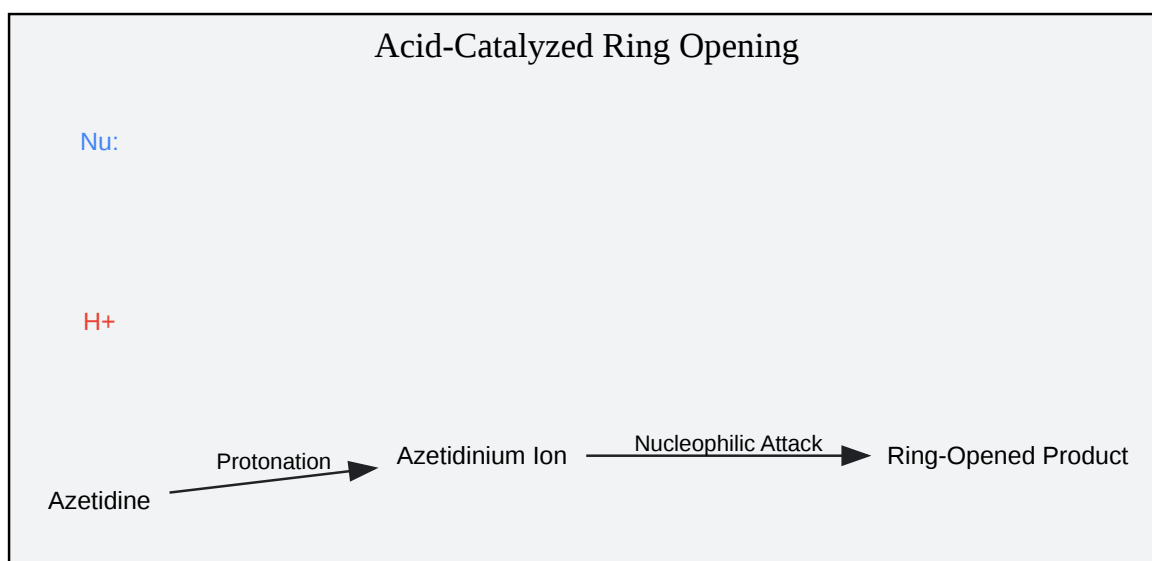 Acid-Catalyzed Ring Opening
Nu:
H+
Nucleophilic Attack
Azetidinium Ion
Ring-Opened Product
Protonation
Azetidine